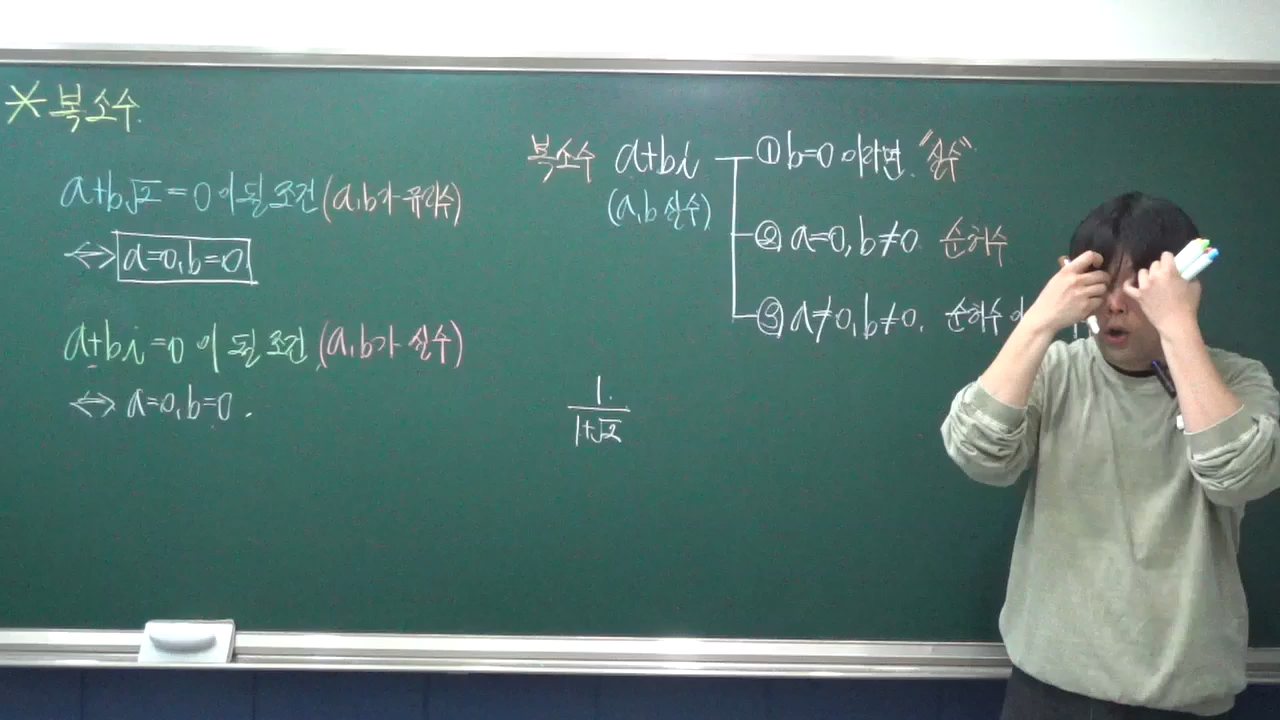 * 복소수.
a+b√2=0 이 될 조건 (a,b가 유리수)
⇔ a=0, b=0.
a+bi=0 이 될 조건 (a,b가 실수)
⇔ a=0, b=0.
복소수 a+bi
(a,b 실수)
① b=0 이라면. "실수"
② a=0, b≠0. 순허수
③ a≠0, b≠0. 순허수
1
1+√2